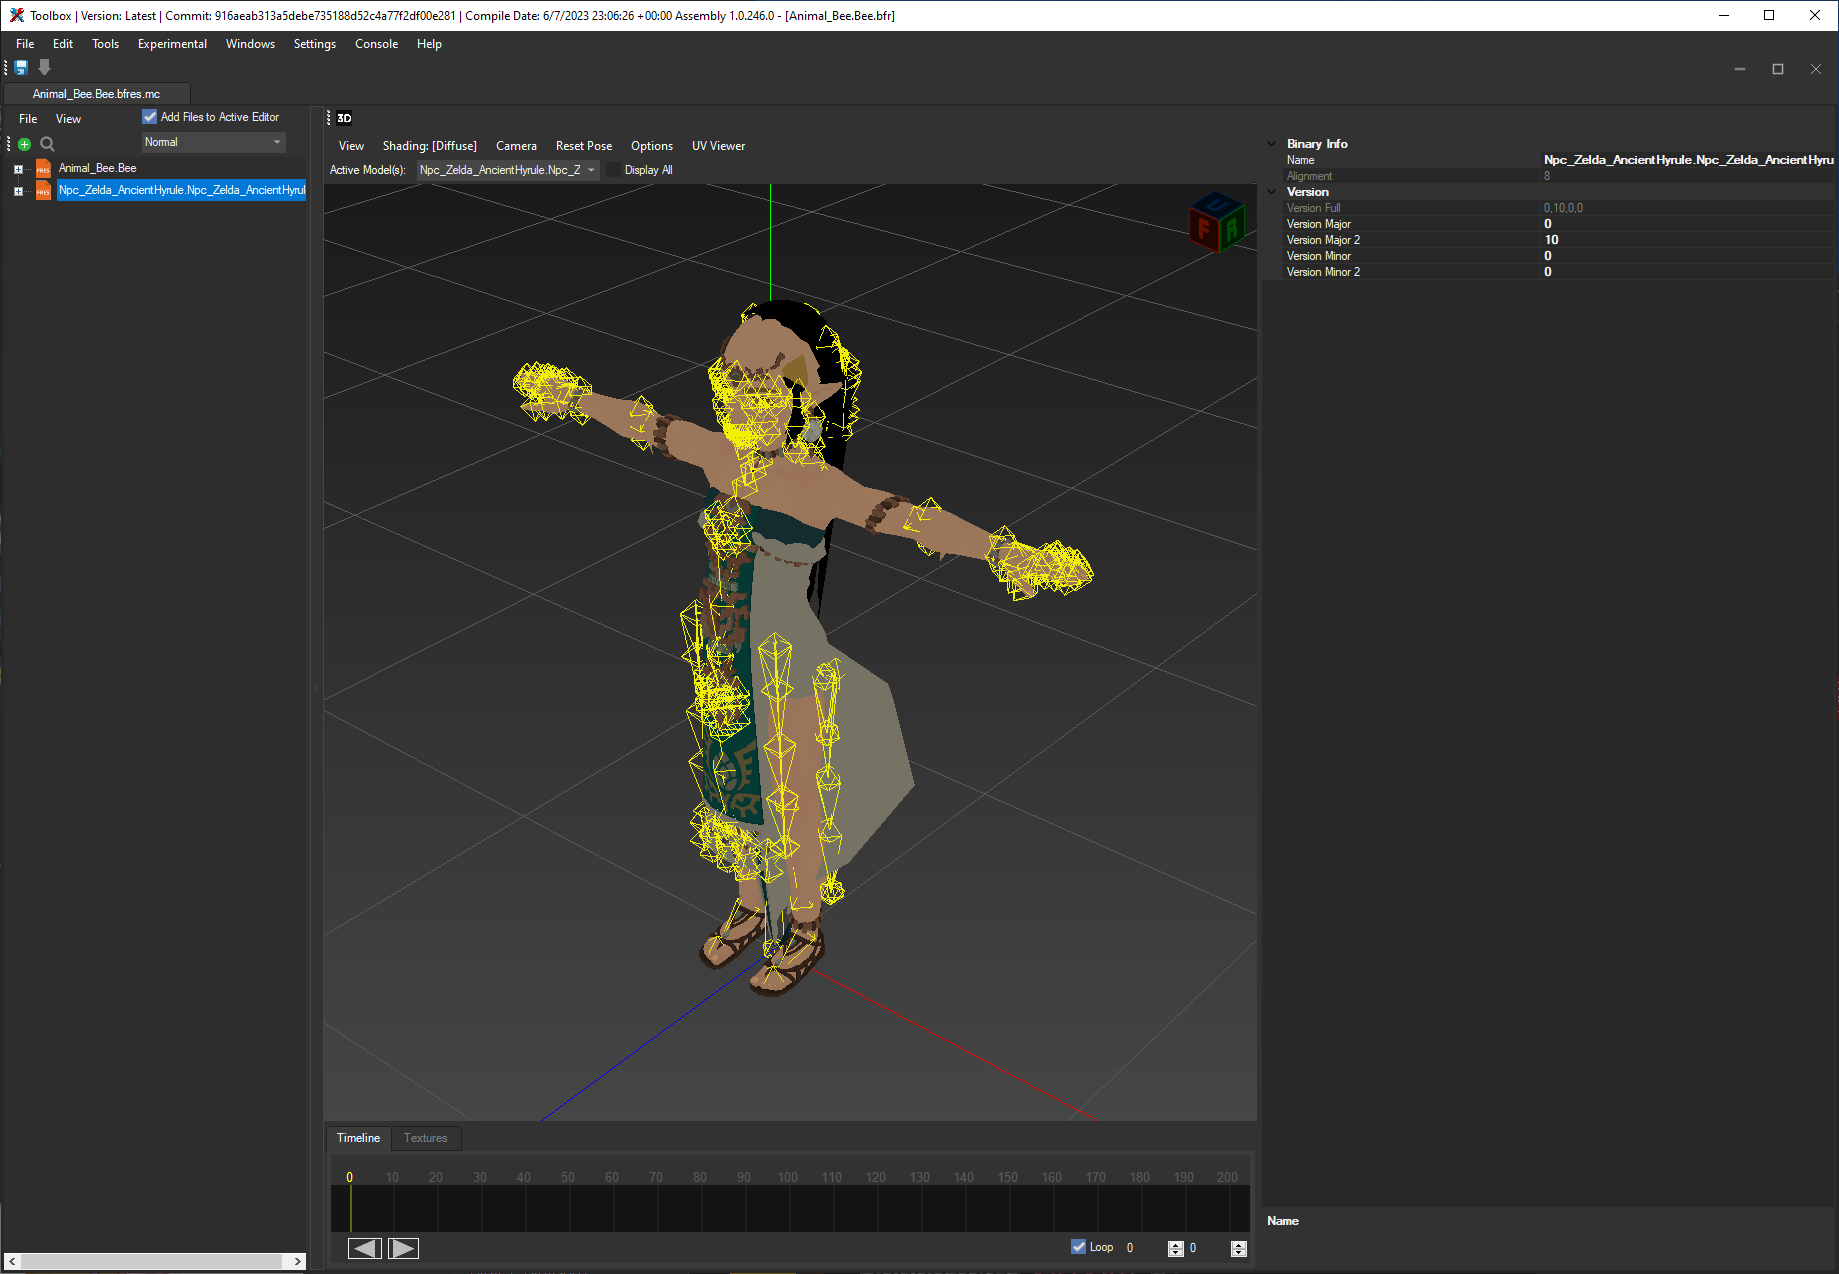 Toolbox | Version: Latest | Commit: 916aeab313a5debe735188d52c4a77f2df00e281 | Compile Date: 6/7/2023 23:06:26 +00:00 Assembly 1.0.246.0 - [Animal_Bee.Bee.bfr]
File Edit Tools Experimental Windows Settings Console Help
Animal_Bee.Bee.bfres.mc
File View Add Files to Active Editor
Normal
FRES Animal_Bee.Bee
FRES Npc_Zelda_AncientHyrule.Npc_Zelda_AncientHyrul
3D
View Shading: [Diffuse] Camera Reset Pose Options UV Viewer
Active Model(s): Npc_Zelda_AncientHyrule.Npc_Z Display All
U
F R
Timeline Textures
0 10 20 30 40 50 60 70 80 90 100 110 120 130 140 150 160 170 180 190 200
Loop 0 0
Binary Info
Name Npc_Zelda_AncientHyrule.Npc_Zelda_AncientHyru
Alignment 8
Version
Version Full 0,10,0,0
Version Major 0
Version Major 2 10
Version Minor 0
Version Minor 2 0
Name